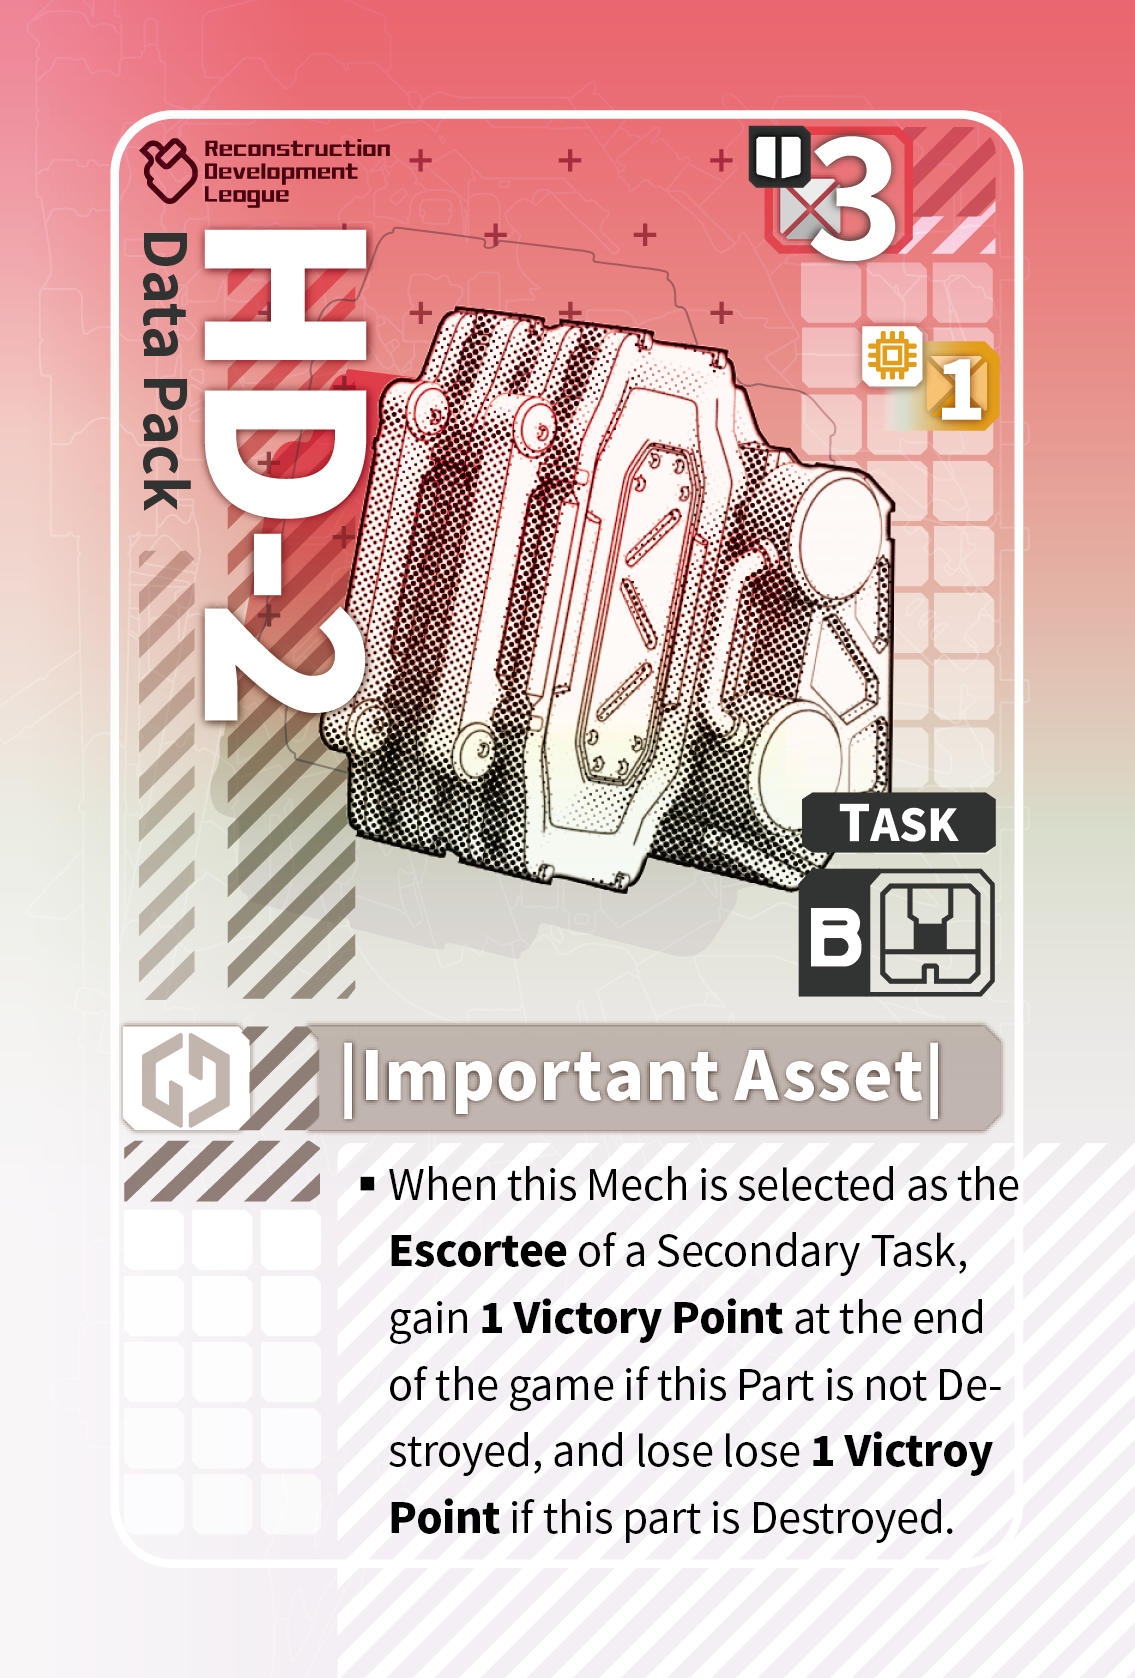 Reconstruction
Development
League
3
Data Pack
HD-2
1
TASK
B
|Important Asset|
▪ When this Mech is selected as the
Escortee of a Secondary Task,
gain 1 Victory Point at the end
of the game if this Part is not De-
stroyed, and lose lose 1 Victroy
Point if this part is Destroyed.